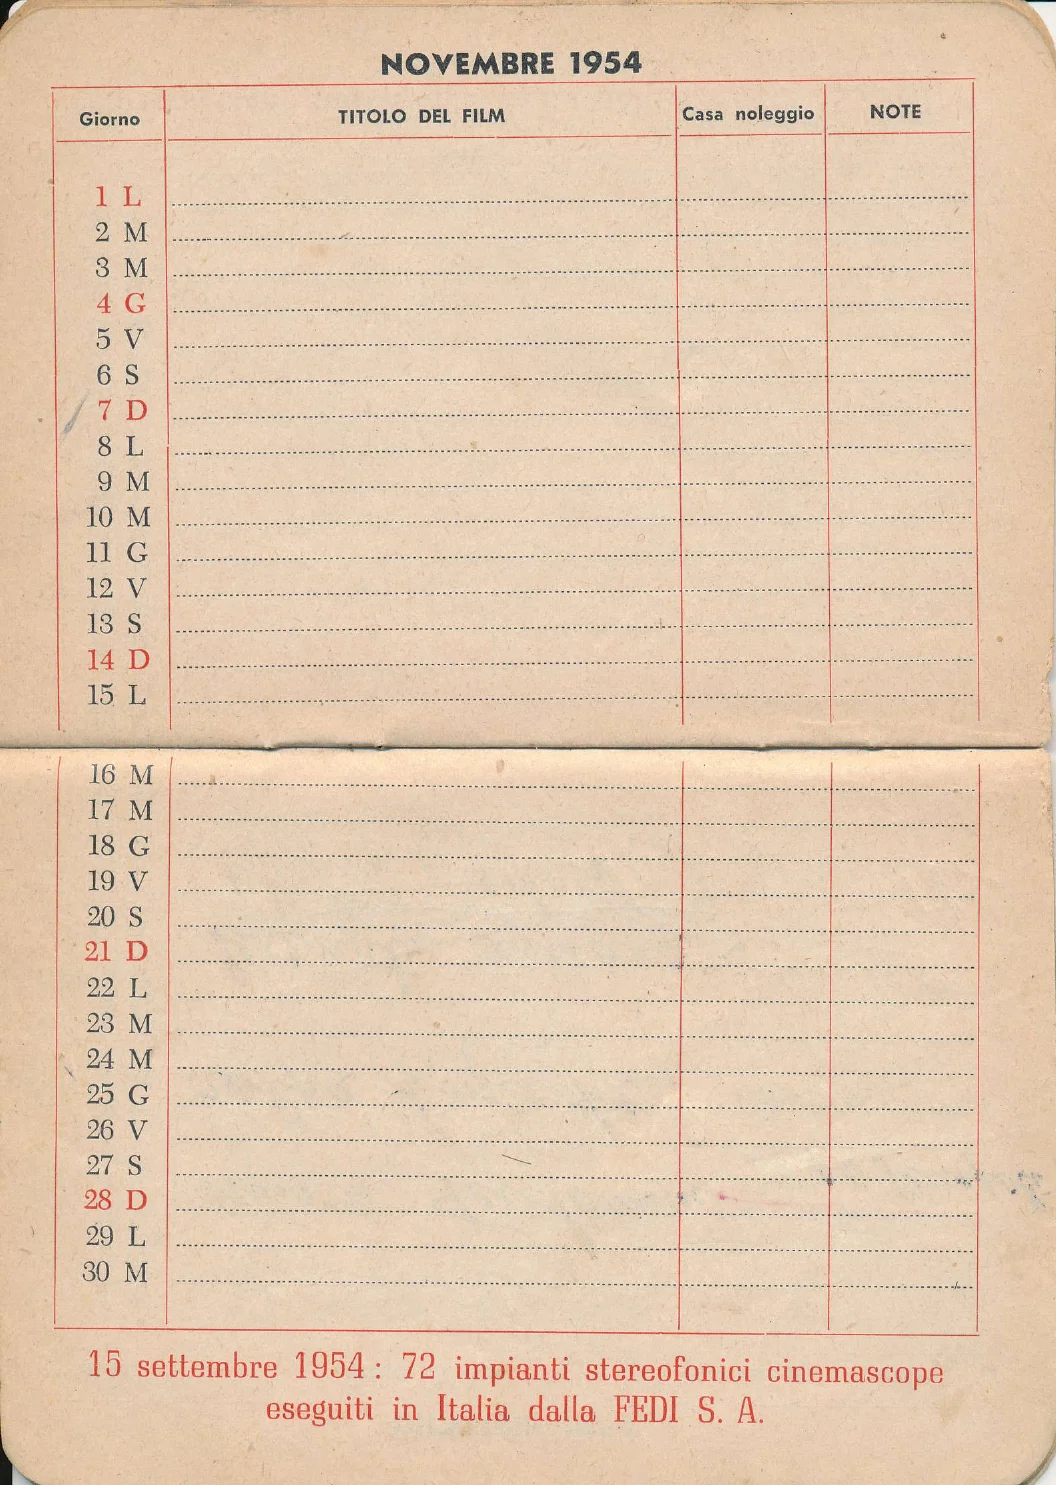 NOVEMBRE 1954
Giorno TITOLO DEL FILM Casa noleggio NOTE
1 L
2 M
3 M
4 G
5 V
6 S
7 D
8 L
9 M
10 M
11 G
12 V
13 S
14 D
15 L
16 M
17 M
18 G
19 V
20 S
21 D
22 L
23 M
24 M
25 G
26 V
27 S
28 D
29 L
30 M
15 settembre 1954 : 72 impianti stereofonici cinemascope
eseguiti in Italia dalla FEDI S. A.